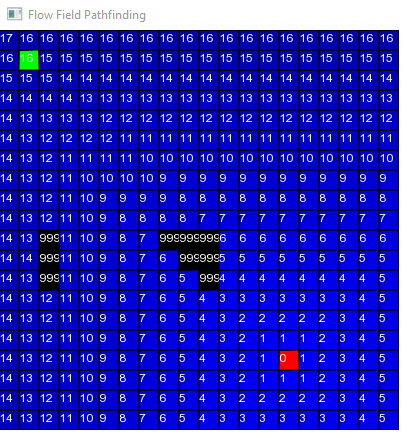 Flow Field Pathfinding
17 16 16 16 16 16 16 16 16 16 16 16 16 16 16 16 16 16 16 16
16 16 15 15 15 15 15 15 15 15 15 15 15 15 15 15 15 15 15 15
15 15 15 14 14 14 14 14 14 14 14 14 14 14 14 14 14 14 14 14
14 14 14 14 13 13 13 13 13 13 13 13 13 13 13 13 13 13 13 13
14 13 13 13 13 12 12 12 12 12 12 12 12 12 12 12 12 12 12 12
14 13 12 12 12 12 11 11 11 11 11 11 11 11 11 11 11 11 11 11
14 13 12 11 11 11 11 10 10 10 10 10 10 10 10 10 10 10 10 10
14 13 12 11 10 10 10 10 9 9 9 9 9 9 9 9 9 9 9 9
14 13 12 11 10 9 9 9 9 8 8 8 8 8 8 8 8 8 8 8
14 13 12 11 10 9 8 8 8 8 7 7 7 7 7 7 7 7 7 7
14 13 999 11 10 9 8 7 999 999 999 6 6 6 6 6 6 6 6 6
14 14 999 11 10 9 8 7 6 999 999 5 5 5 5 5 5 5 5 5
14 13 999 11 10 9 8 7 6 5 999 4 4 4 4 4 4 4 4 5
14 13 12 11 10 9 8 7 6 5 4 3 3 3 3 3 3 3 4 5
14 13 12 11 10 9 8 7 6 5 4 3 2 2 2 2 2 3 4 5
14 13 12 11 10 9 8 7 6 5 4 3 2 1 1 1 2 3 4 5
14 13 12 11 10 9 8 7 6 5 4 3 2 1 0 1 2 3 4 5
14 13 12 11 10 9 8 7 6 5 4 3 2 1 1 1 2 3 4 5
14 13 12 11 10 9 8 7 6 5 4 3 2 2 2 2 2 3 4 5
14 13 12 11 10 9 8 7 6 5 4 3 3 3 3 3 3 3 4 5